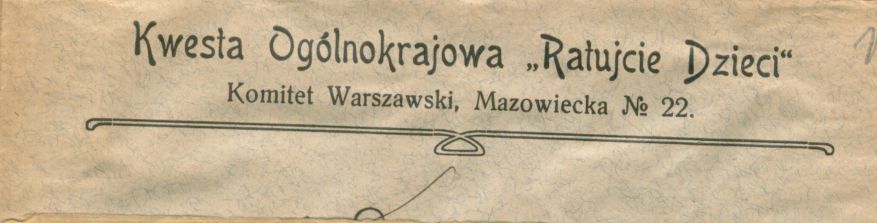 Kwesta Ogólnokrajowa „Ratujcie Dzieci“
Komitet Warszawski, Mazowiecka № 22.